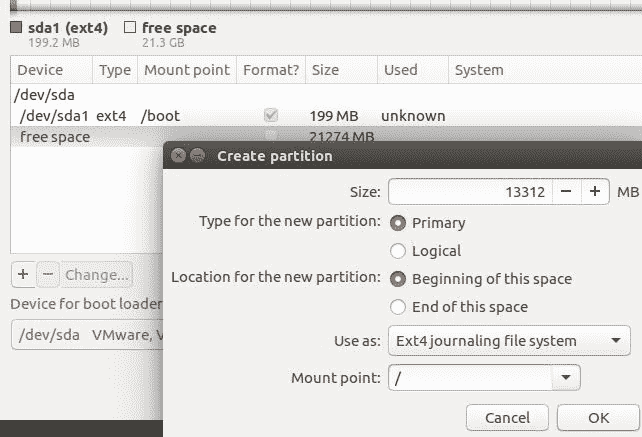 sda1 (ext4) free space
199.2 MB 21.3 GB
Device Type Mount point Format? Size Used System
/dev/sda
/dev/sda1 ext4 /boot 199 MB unknown
free space 21274 MB
Create partition
Size: 13312 − + MB
Type for the new partition: Primary
Logical
+ − Change...
Location for the new partition: Beginning of this space
Device for boot loader
End of this space
/dev/sda VMware, V
Use as: Ext4 journaling file system
Mount point: /
Cancel OK